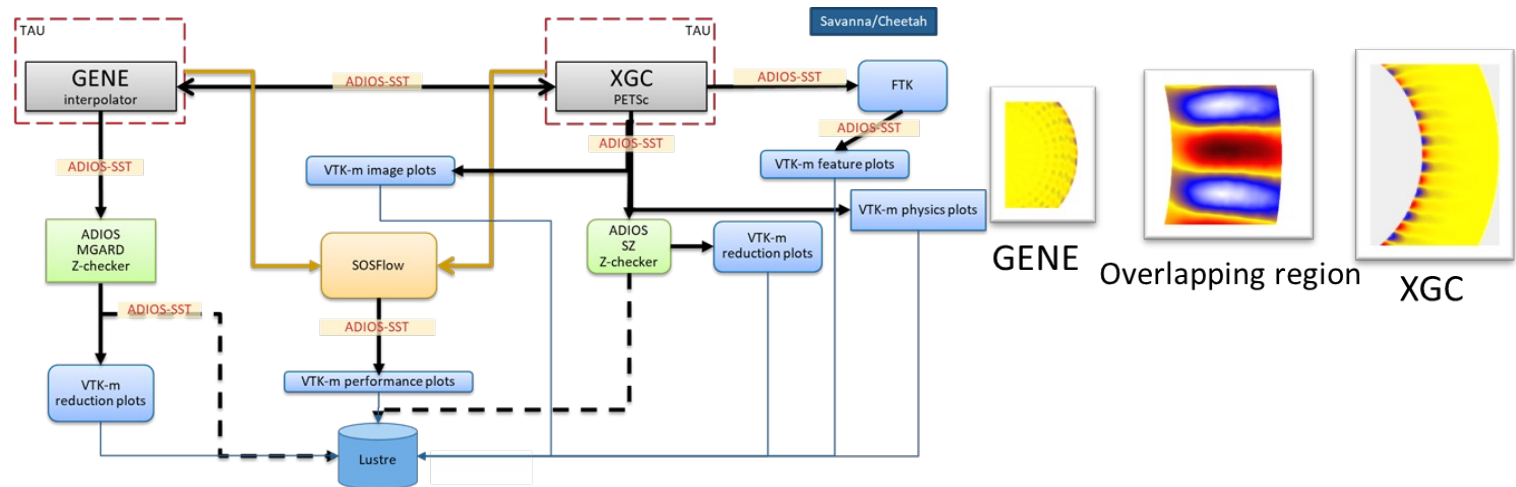 TAU
GENE
interpolator
ADIOS-SST
TAU
XGC
PETSc
ADIOS-SST
Savanna/Cheetah
FTK
ADIOS-SST
ADIOS-SST
ADIOS-SST
VTK-m image plots
VTK-m feature plots
VTK-m physics plots
ADIOS
MGARD
Z-checker
SOSFlow
ADIOS
SZ
Z-checker
VTK-m
reduction plots
ADIOS-SST
ADIOS-SST
VTK-m
reduction plots
VTK-m performance plots
Lustre
GENE
Overlapping region
XGC